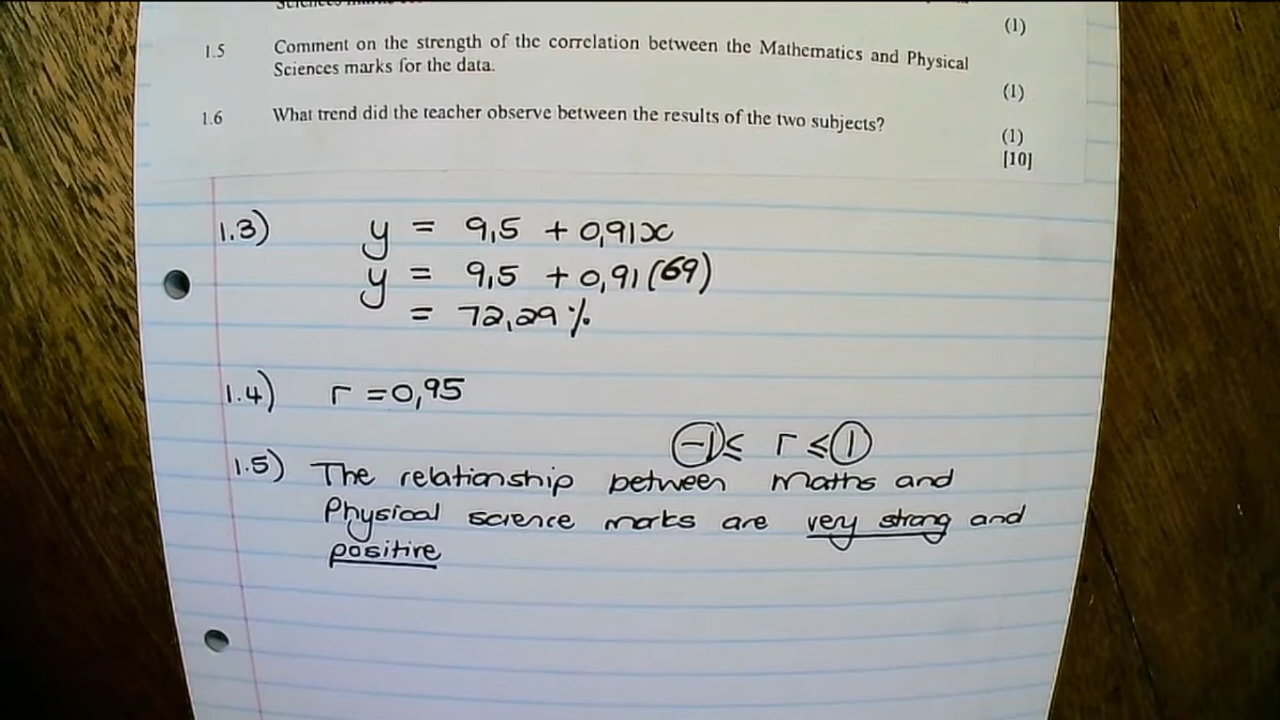 (1)
1.5 Comment on the strength of the correlation between the Mathematics and Physical
Sciences marks for the data.
(1)
1.6 What trend did the teacher observe between the results of the two subjects?
(1)
[10]
1.3) y = 9,5 + 0,91x
y = 9,5 + 0,91(69)
= 72,29%
1.4) r = 0,95
-1 ≤ r ≤ 1
1.5) The relationship between maths and
Physical science marks are very strong and
positive